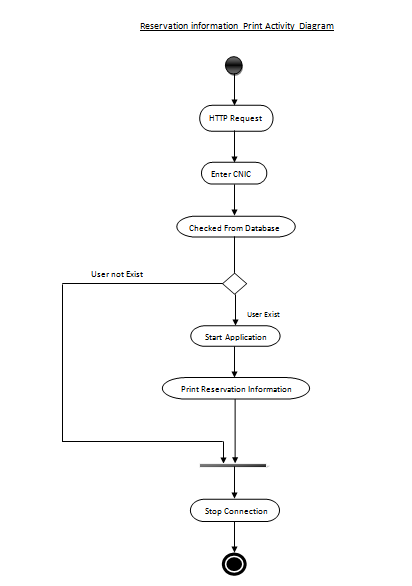 Reservation information Print Activity Diagram
HTTP Request
Enter CNIC
Checked From Database
User not Exist
User Exist
Start Application
Print Reservation Information
Stop Connection